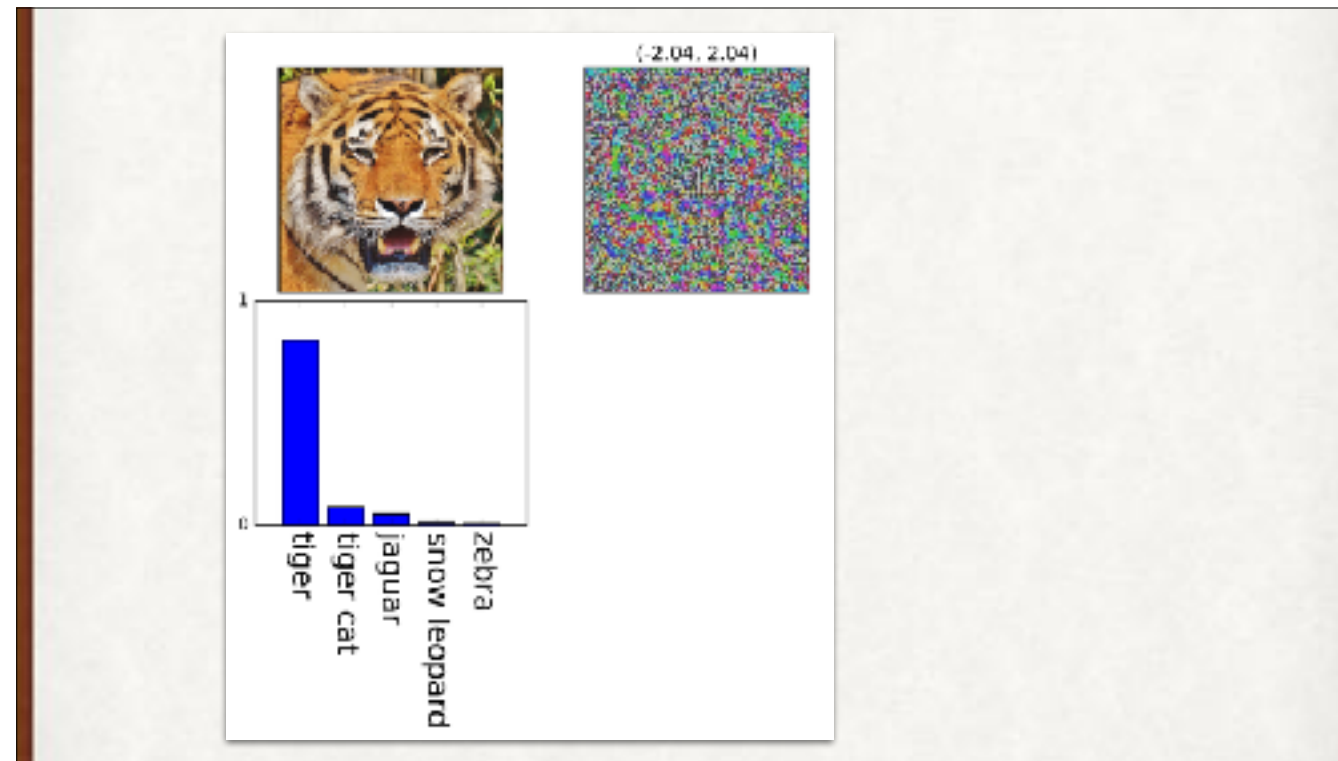 (-2.04, 2.04)
1
0
tiger
tiger cat
jaguar
snow leopard
zebra